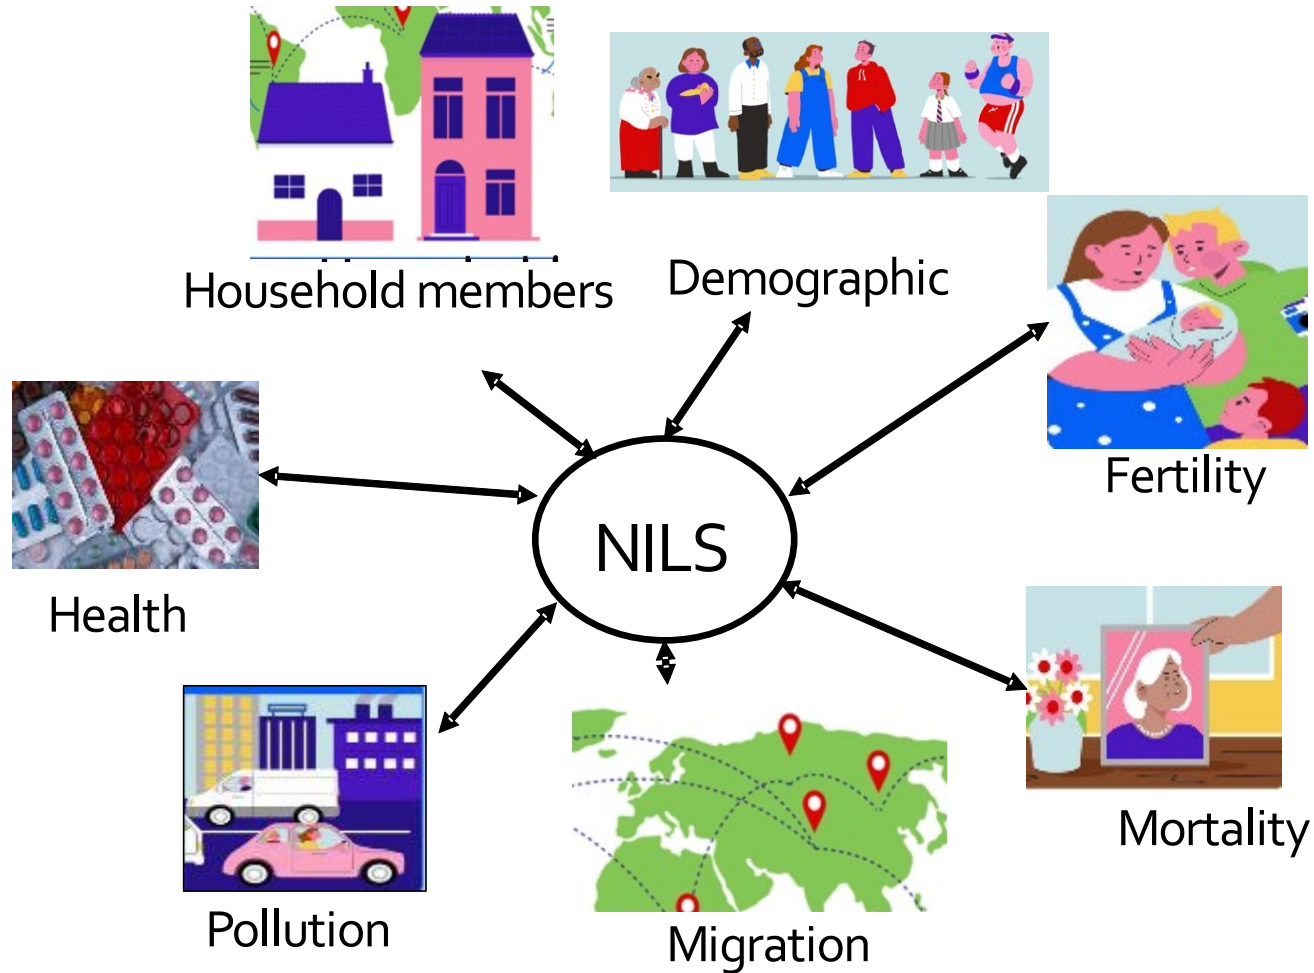 Household members
Demographic
Fertility
NILS
Health
Mortality
Pollution
Migration